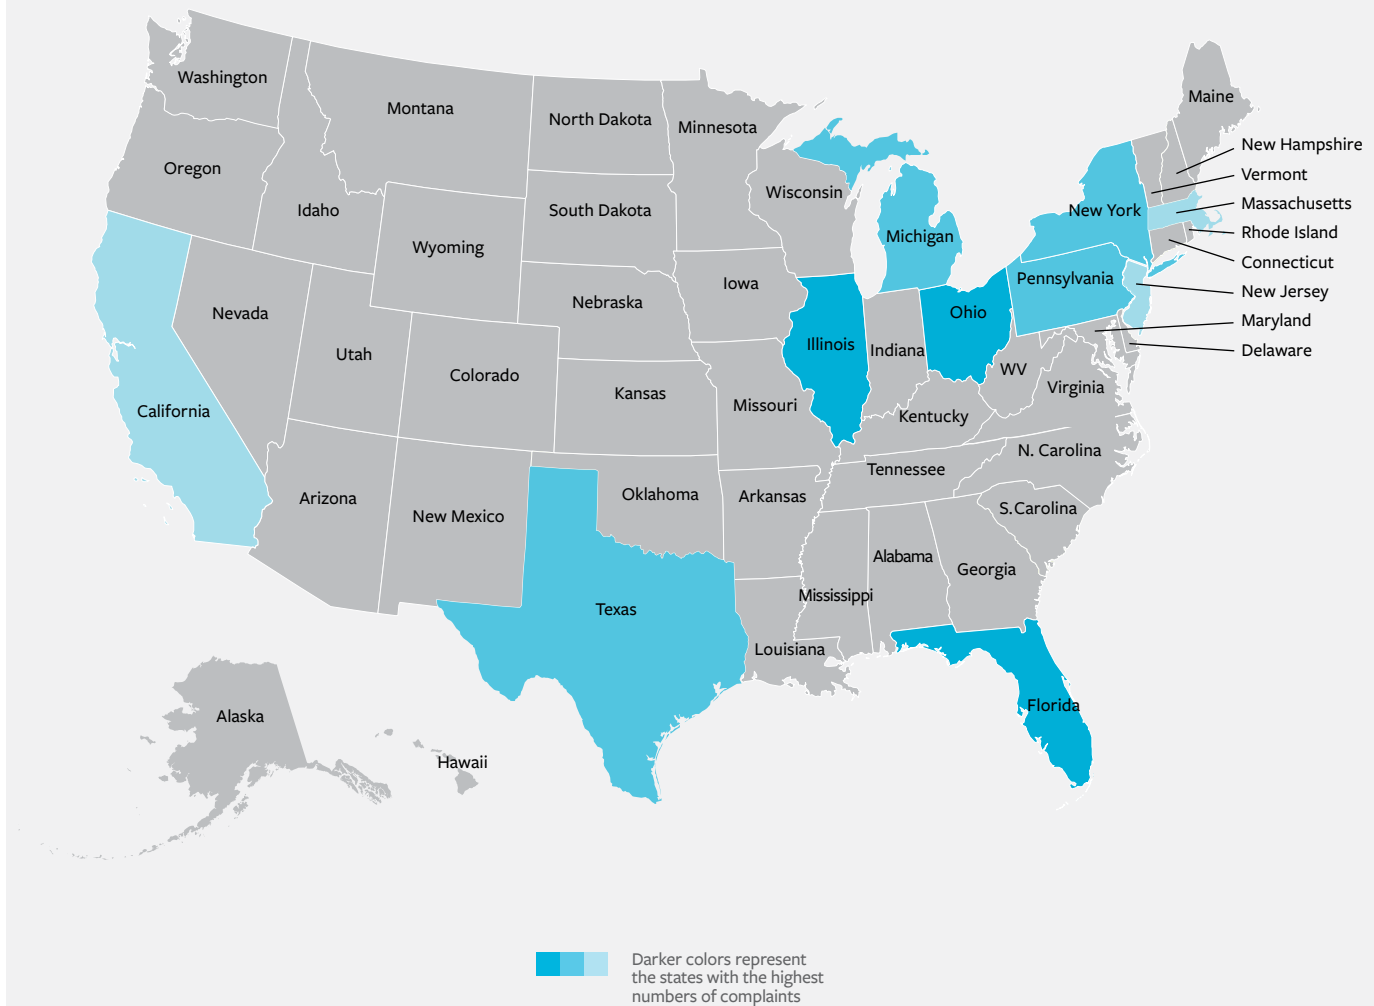 Washington
Montana
North Dakota
Minnesota
Maine
Oregon
Idaho
Wyoming
South Dakota
Wisconsin
Michigan
New York
New Hampshire
Vermont
Massachusetts
Rhode Island
Connecticut
New Jersey
Maryland
Delaware
Pennsylvania
Nevada
Utah
Colorado
Nebraska
Iowa
Illinois
Indiana
Ohio
WV
Virginia
California
Kansas
Missouri
Kentucky
Arizona
New Mexico
Oklahoma
Arkansas
Tennessee
N. Carolina
S.Carolina
Texas
Louisiana
Mississippi
Alabama
Georgia
Florida
Alaska
Hawaii
Darker colors represent
the states with the highest
numbers of complaints